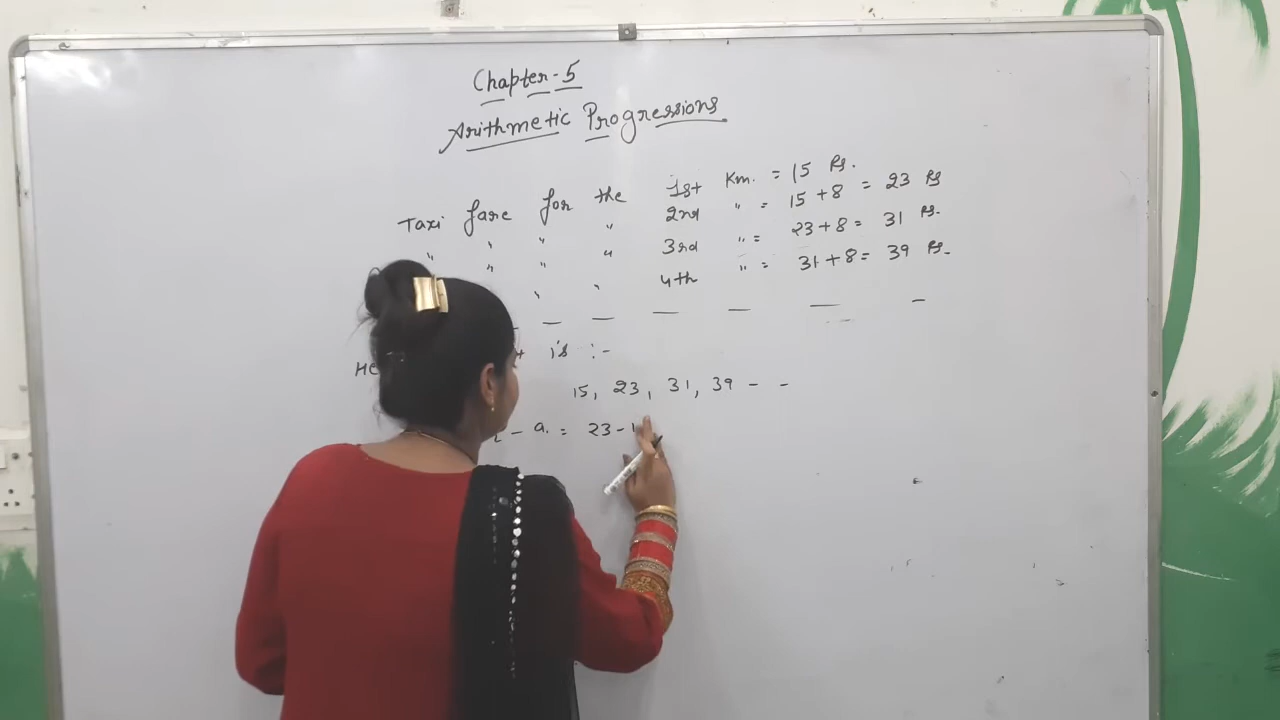 Chapter-5
Arithmetic Progressions
Taxi fare for the 1st Km. = 15 Rs.
" " " " 2nd " = 15 + 8 = 23 Rs
" " " 3rd " = 23 + 8 = 31 Rs.
" " 4th " = 31 + 8 = 39 Rs.
— — — — — —
is :-
15, 23, 31, 39 - -
- a. = 23 -